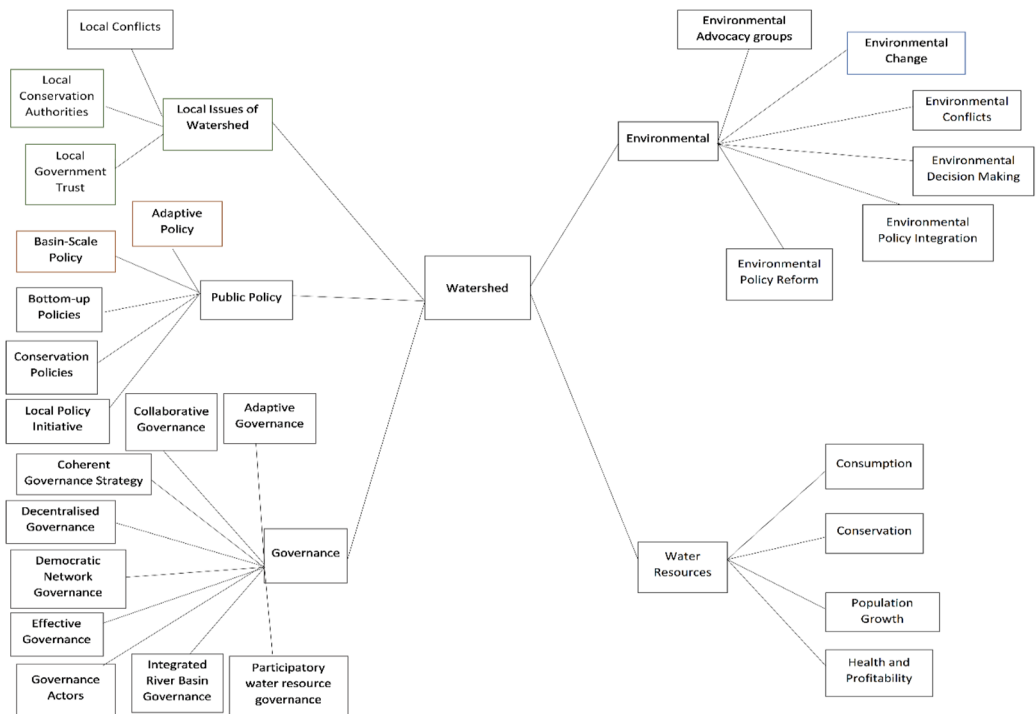 Local Conflicts
Local
Conservation
Authorities
Local Issues of
Watershed
Local
Government
Trust
Adaptive
Policy
Basin-Scale
Policy
Public Policy
Bottom-up
Policies
Conservation
Policies
Local Policy
Initiative
Collaborative
Governance
Adaptive
Governance
Coherent
Governance Strategy
Decentralised
Governance
Governance
Democratic
Network
Governance
Effective
Governance
Governance
Actors
Integrated
River Basin
Governance
Participatory
water resource
governance
Watershed
Environmental
Advocacy groups
Environmental
Change
Environmental
Environmental
Conflicts
Environmental
Decision Making
Environmental
Policy Integration
Environmental
Policy Reform
Consumption
Conservation
Water
Resources
Population
Growth
Health and
Profitability